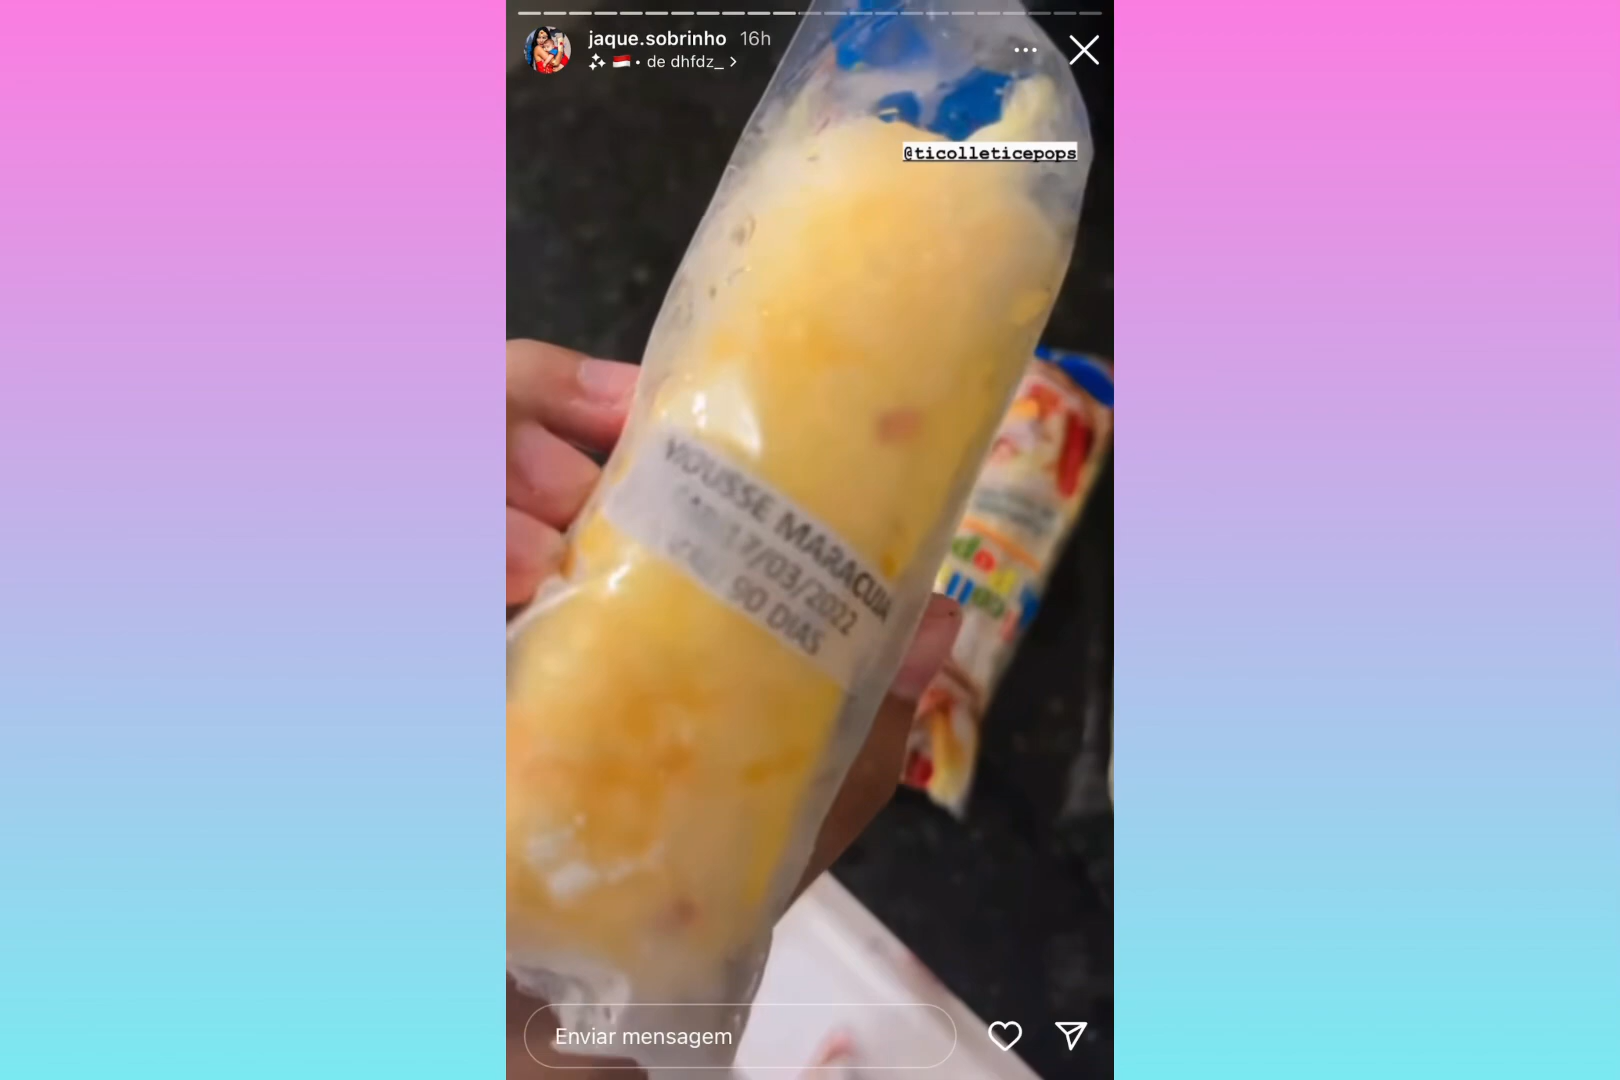 jaque.sobrinho 16h
• de dhfdz_ >
@ticolleticepops
MOUSSE MARACUJA
17/03/2022
90 DIAS
Enviar mensagem